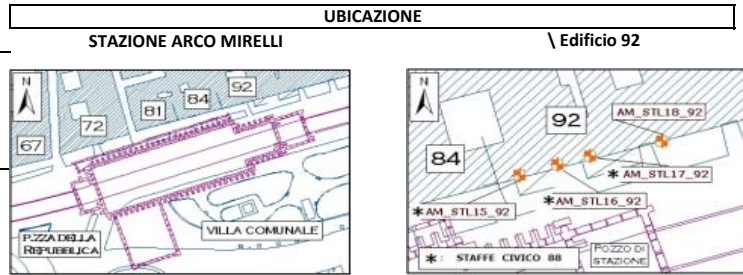 UBICAZIONE
STAZIONE ARCO MIRELLI
\ Edificio 92
N
67
72
81
84
92
P.ZZA DELLA
REPUBBLICA
VILLA COMUNALE
N
84
92
AM_STL18_92
* AM_STL17_92
*AM_STL16_92
*AM_STL15_92
POZZO DI
STAZIONE
*: STAFFE CIVICO 88